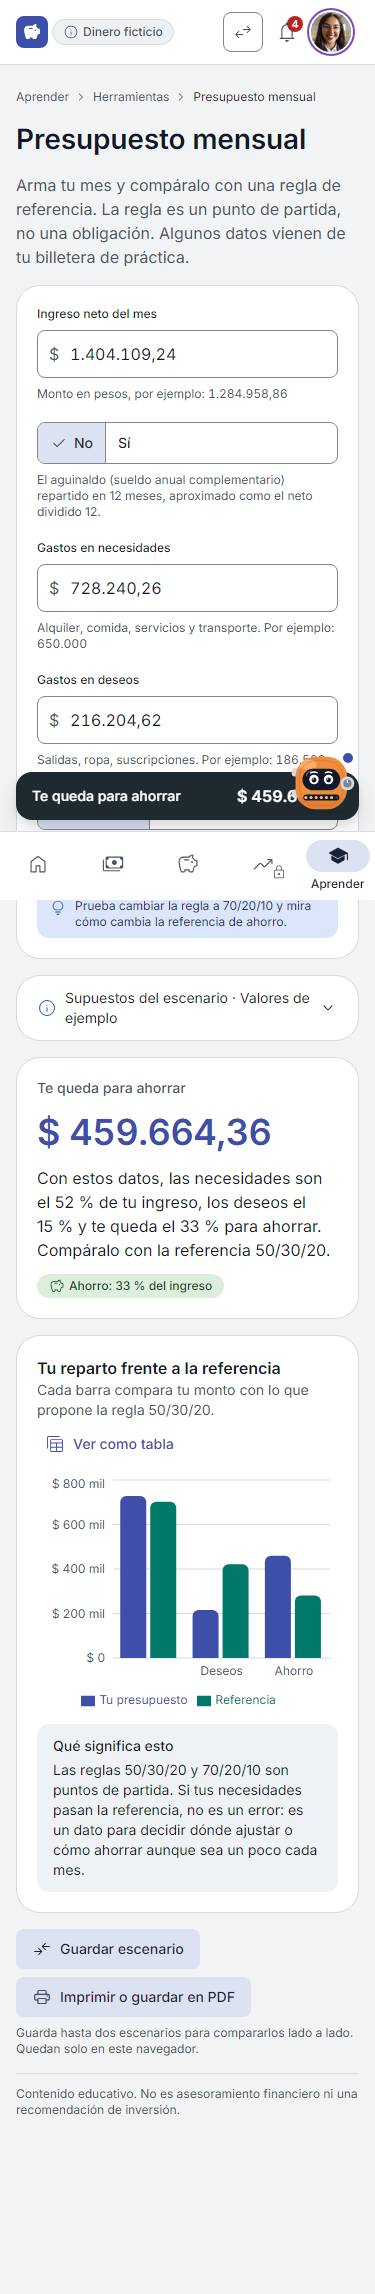 Dinero ficticio
4
Aprender > Herramientas > Presupuesto mensual
Presupuesto mensual
Arma tu mes y compáralo con una regla de
referencia. La regla es un punto de partida,
no una obligación. Algunos datos vienen de
tu billetera de práctica.
Ingreso neto del mes
$ 1.404.109,24
Monto en pesos, por ejemplo: 1.284.958,86
No Sí
El aguinaldo (sueldo anual complementario)
repartido en 12 meses, aproximado como el neto
dividido 12.
Gastos en necesidades
$ 728.240,26
Alquiler, comida, servicios y transporte. Por ejemplo:
650.000
Gastos en deseos
$ 216.204,62
Salidas, ropa, suscripciones. Por ejemplo:
Te queda para ahorrar
Aprender
Prueba cambiar la regla a 70/20/10 y mira
cómo cambia la referencia de ahorro.
Supuestos del escenario · Valores de
ejemplo
Te queda para ahorrar
$ 459.664,36
Con estos datos, las necesidades son
el 52 % de tu ingreso, los deseos el
15 % y te queda el 33 % para ahorrar.
Compáralo con la referencia 50/30/20.
Ahorro: 33 % del ingreso
Tu reparto frente a la referencia
Cada barra compara tu monto con lo que
propone la regla 50/30/20.
Ver como tabla
$ 800 mil
$ 600 mil
$ 400 mil
$ 200 mil
$ 0
Deseos Ahorro
Tu presupuesto Referencia
Qué significa esto
Las reglas 50/30/20 y 70/20/10 son
puntos de partida. Si tus necesidades
pasan la referencia, no es un error: es
un dato para decidir dónde ajustar o
cómo ahorrar aunque sea un poco cada
mes.
Guardar escenario
Imprimir o guardar en PDF
Guarda hasta dos escenarios para compararlos lado a lado.
Quedan solo en este navegador.
Contenido educativo. No es asesoramiento financiero ni una
recomendación de inversión.